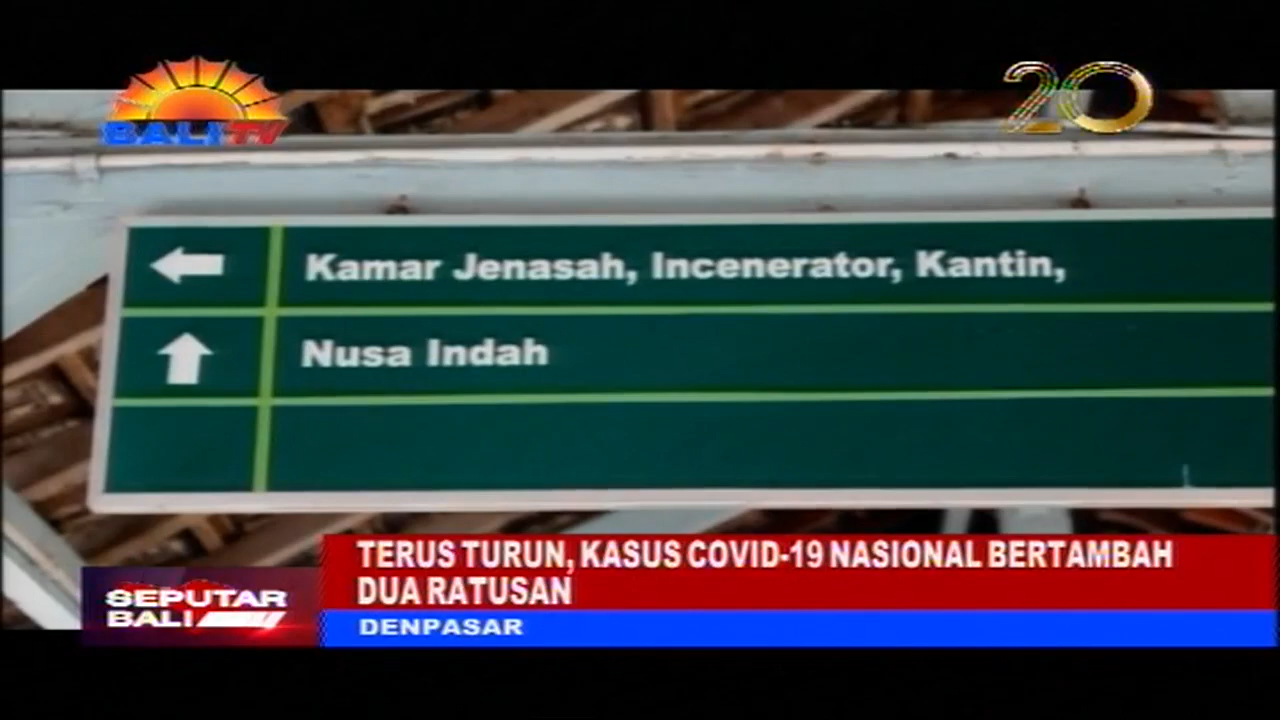 BALI TV
20
Kamar Jenasah, Incenerator, Kantin,
Nusa Indah
TERUS TURUN, KASUS COVID-19 NASIONAL BERTAMBAH
DUA RATUSAN
SEPUTAR
BALI
DENPASAR